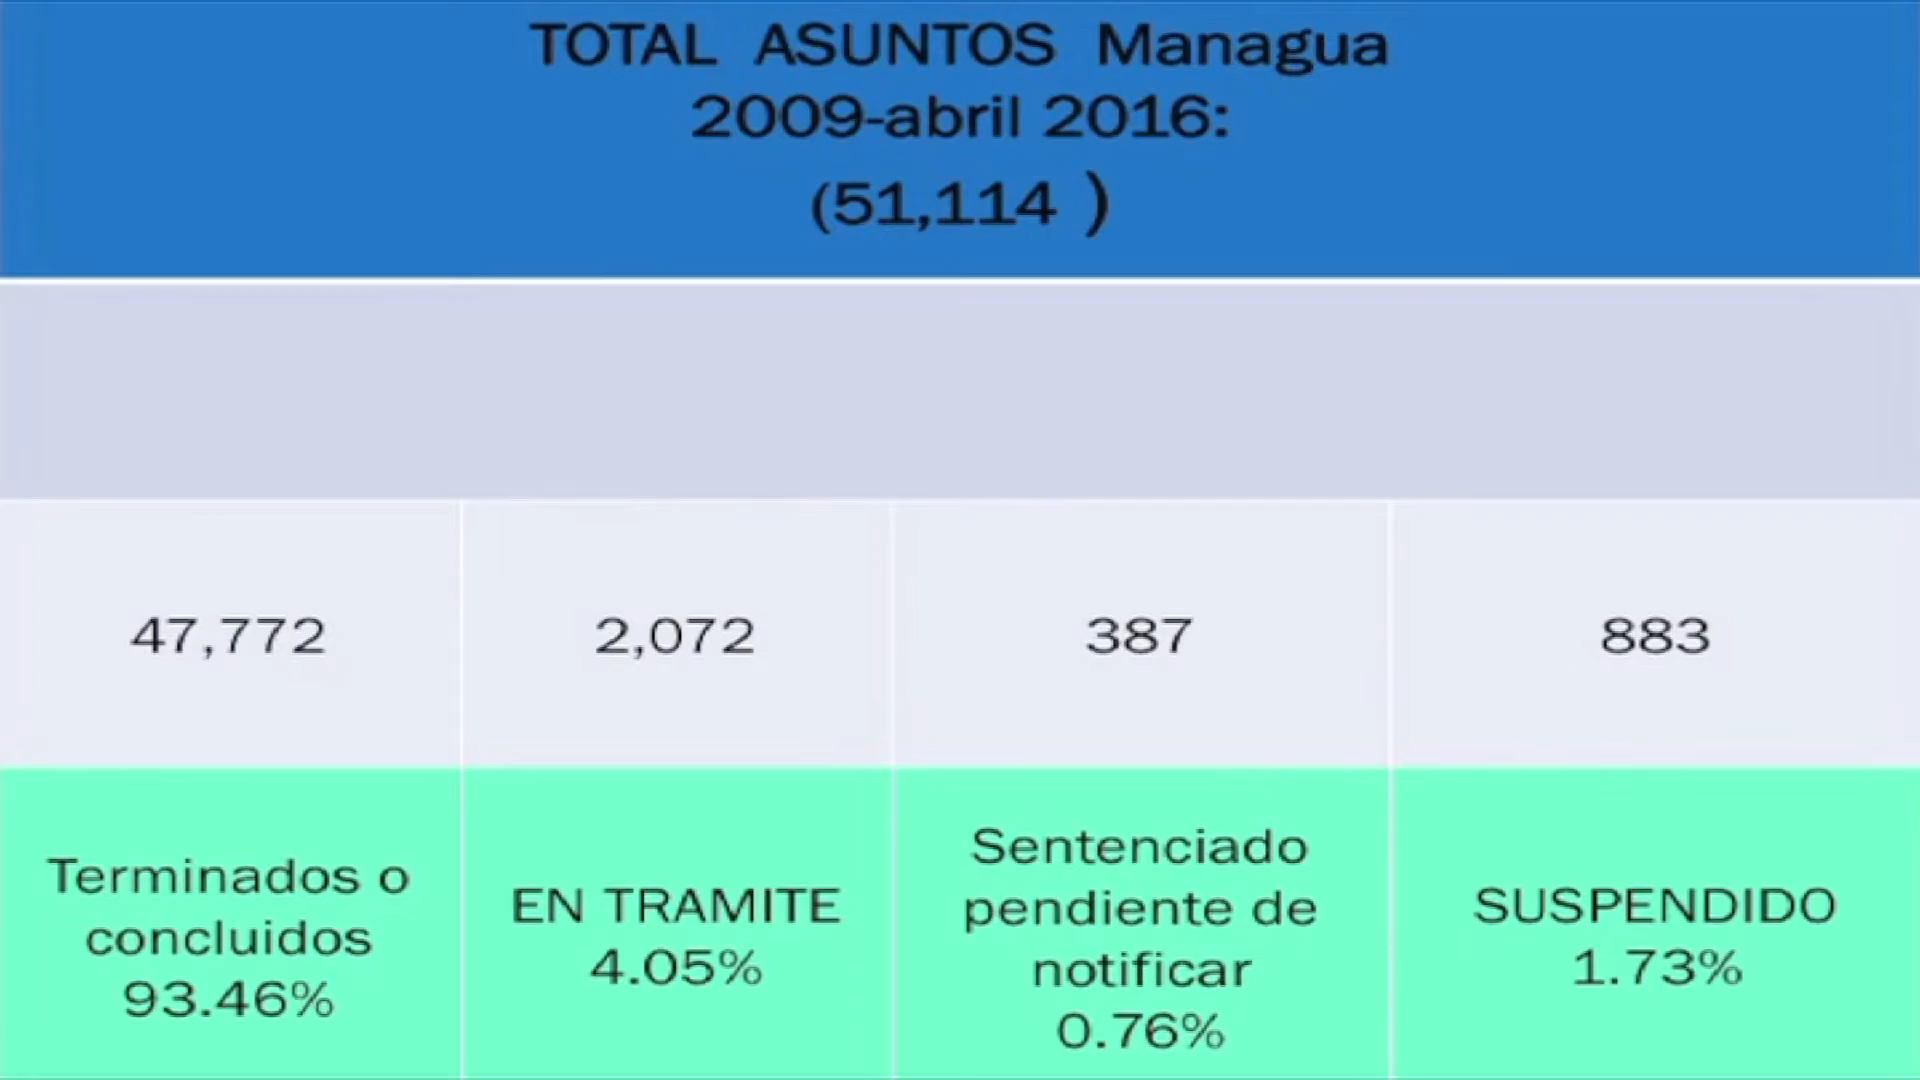 TOTAL ASUNTOS Managua
2009-abril 2016:
(51,114 )
47,772
2,072
387
883
Terminados o
concluidos
93.46%
EN TRAMITE
4.05%
Sentenciado
pendiente de
notificar
0.76%
SUSPENDIDO
1.73%